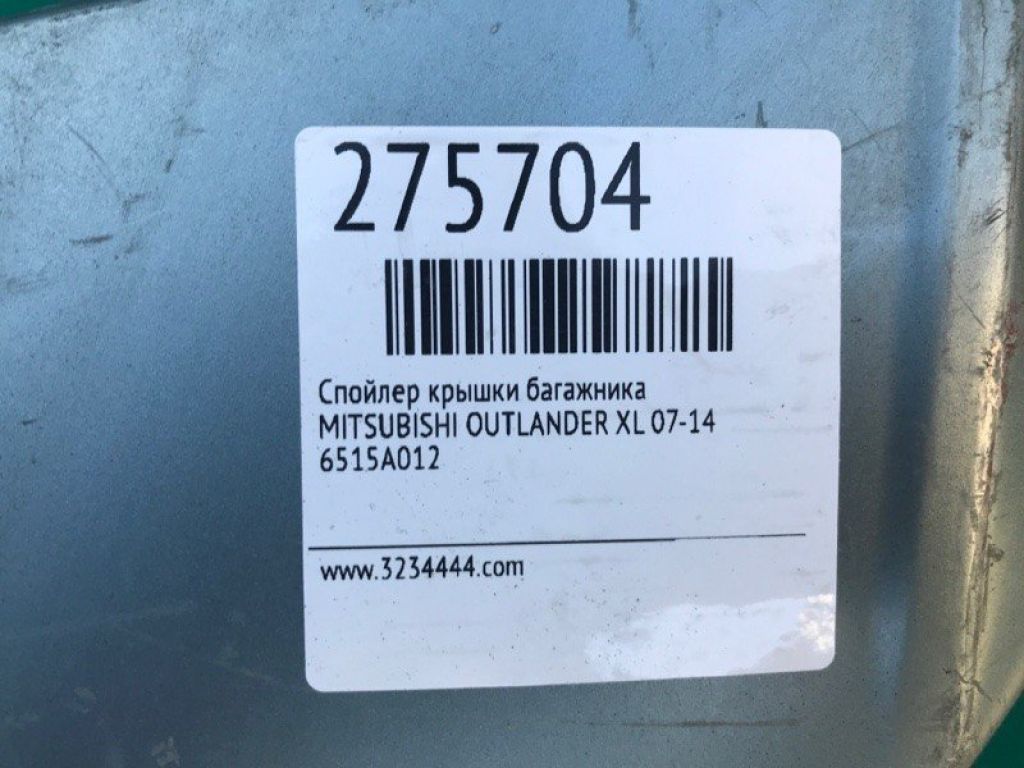 275704
Спойлер крышки багажника
MITSUBISHI OUTLANDER XL 07-14
6515A012
www.3234444.com